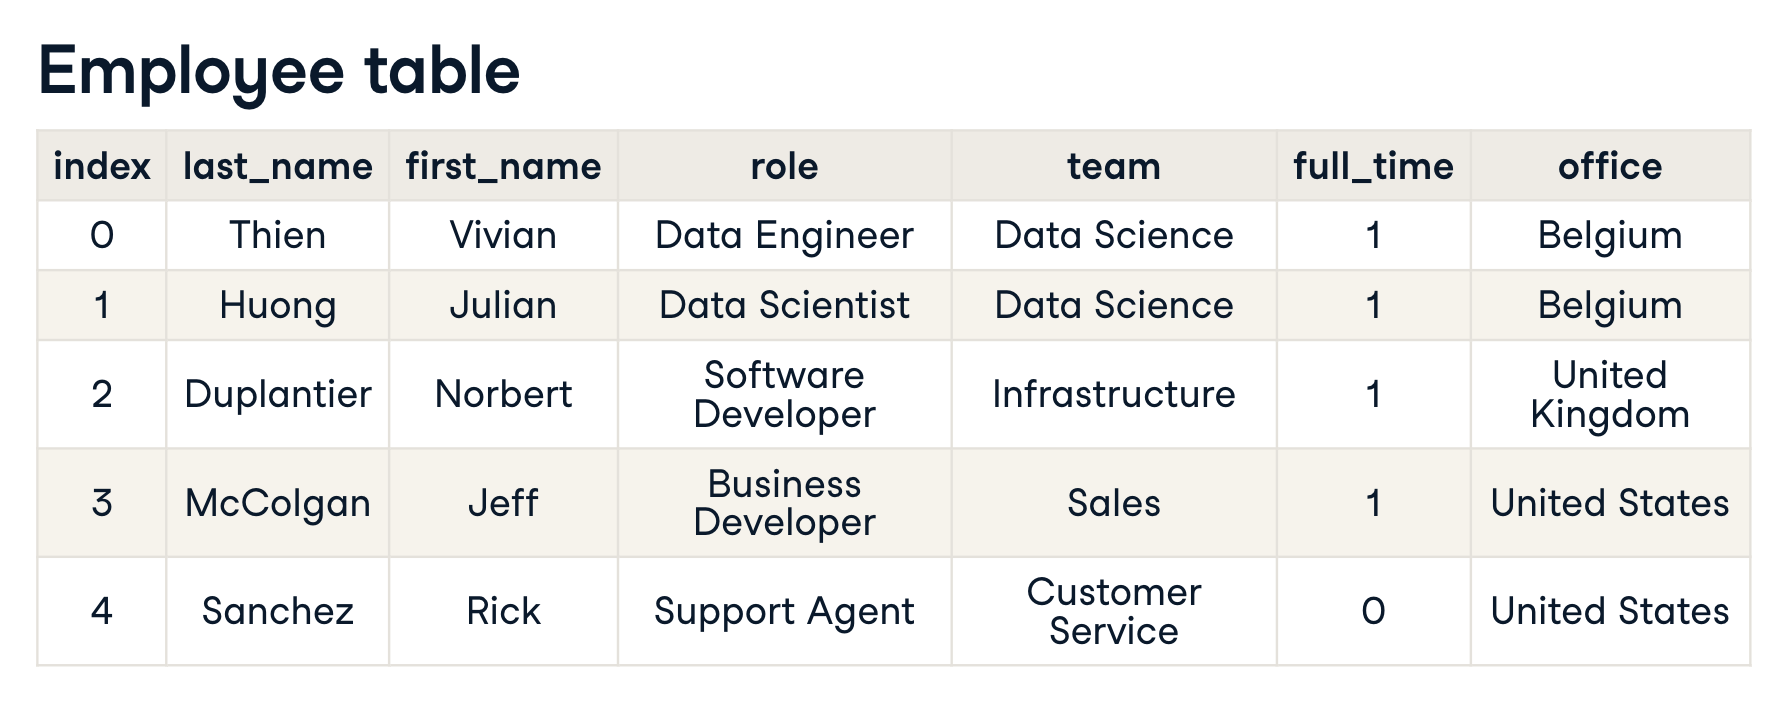 Employee table
index last_name first_name role team full_time office
0 Thien Vivian Data Engineer Data Science 1 Belgium
1 Huong Julian Data Scientist Data Science 1 Belgium
2 Duplantier Norbert Software Developer Infrastructure 1 United Kingdom
3 McColgan Jeff Business Developer Sales 1 United States
4 Sanchez Rick Support Agent Customer Service 0 United States